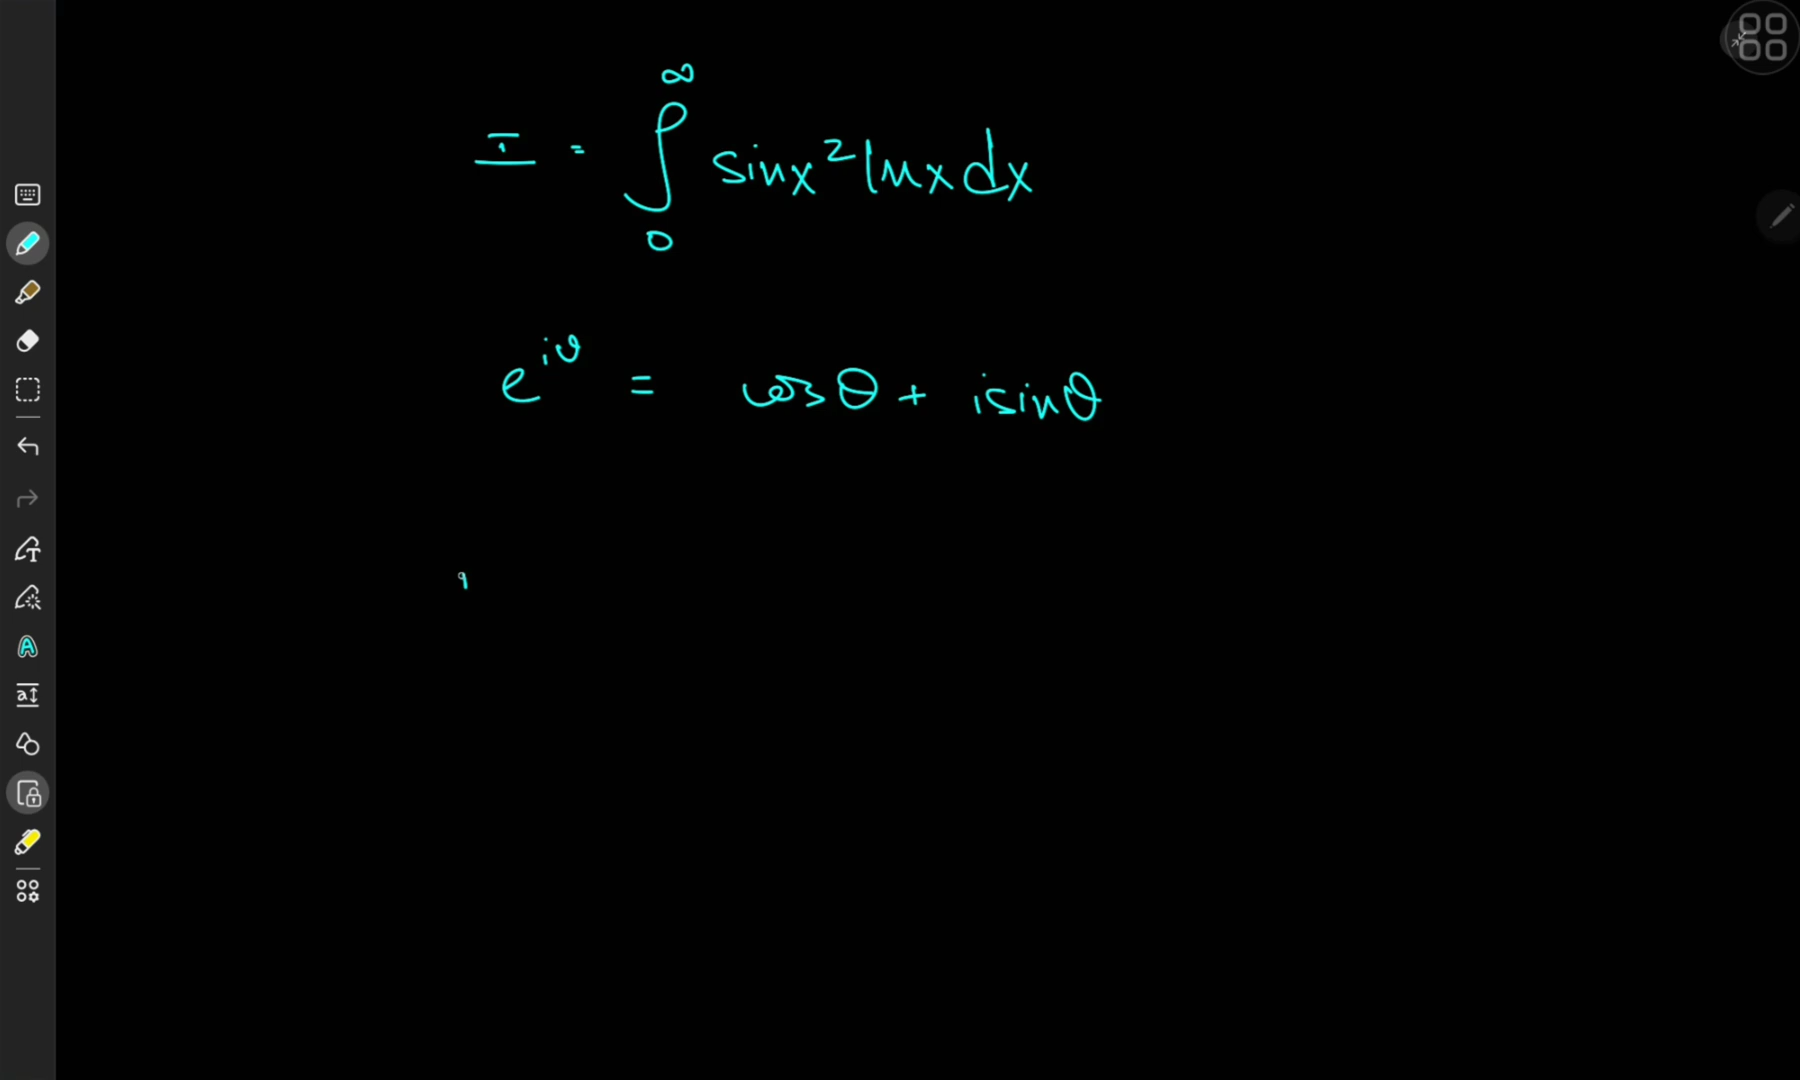 I = ∫₀^∞ sinx² lnx dx
e^{iθ} = cosθ + isinθ